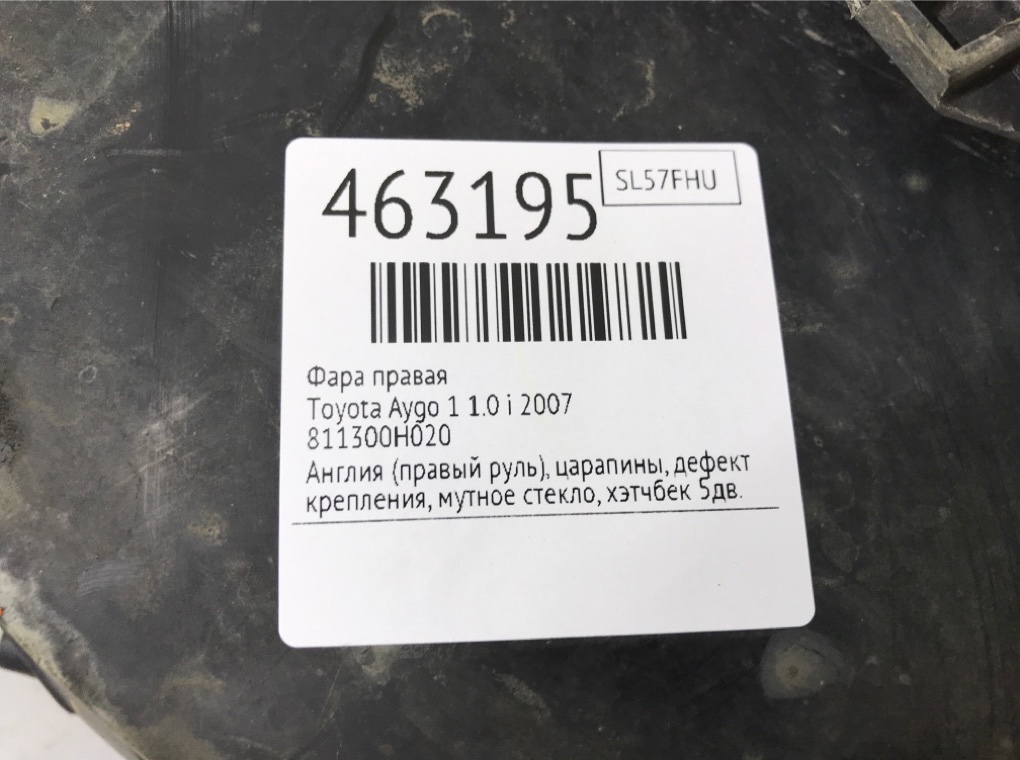 463195
SL57FHU
Фара правая
Toyota Aygo 1 1.0 i 2007
811300H020
Англия (правый руль), царапины, дефект
крепления, мутное стекло, хэтчбек 5дв.